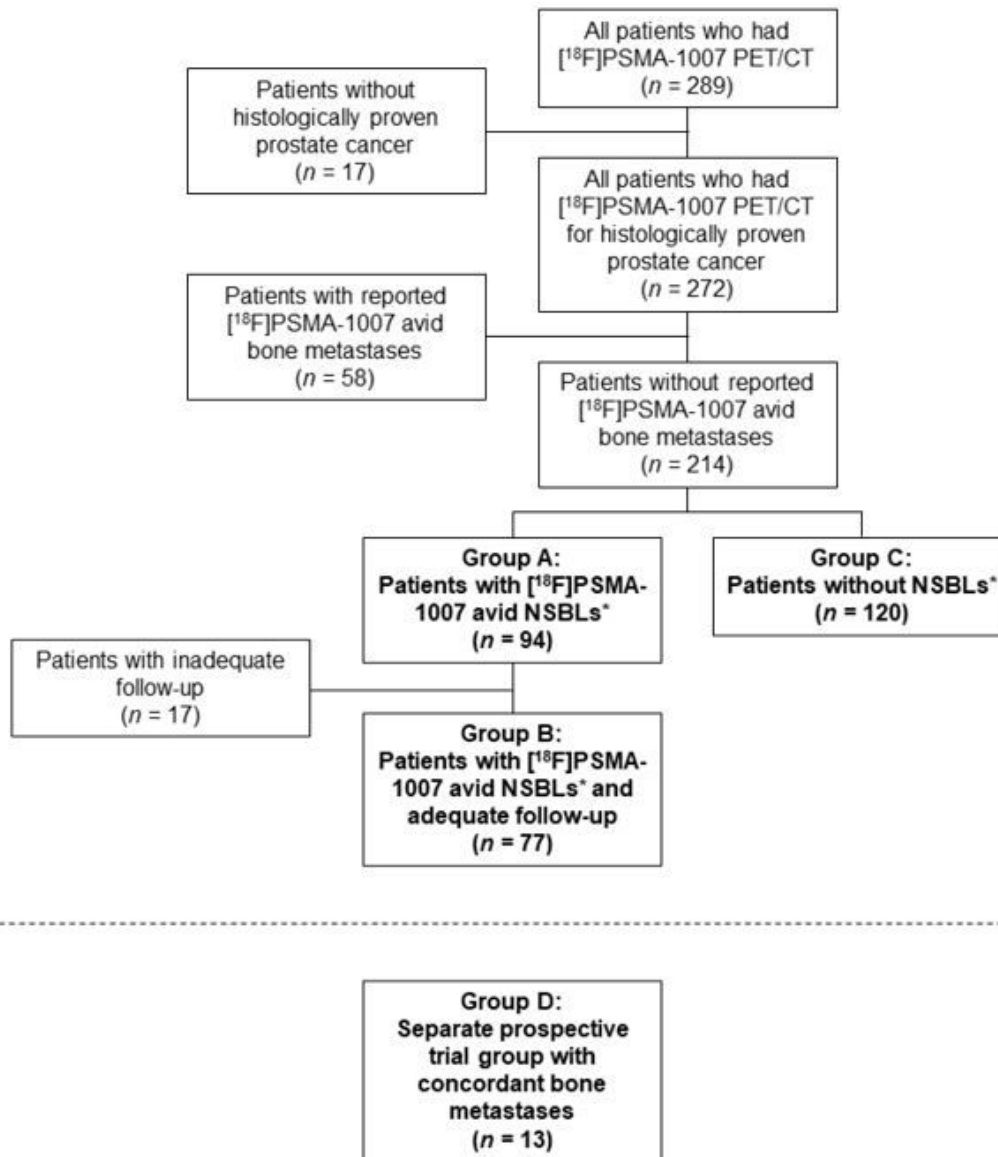 All patients who had
[¹⁸F]PSMA-1007 PET/CT
(n = 289)
Patients without
histologically proven
prostate cancer
(n = 17)
All patients who had
[¹⁸F]PSMA-1007 PET/CT
for histologically proven
prostate cancer
(n = 272)
Patients with reported
[¹⁸F]PSMA-1007 avid
bone metastases
(n = 58)
Patients without reported
[¹⁸F]PSMA-1007 avid
bone metastases
(n = 214)
Group A:
Patients with [¹⁸F]PSMA-
1007 avid NSBLs*
(n = 94)
Group C:
Patients without NSBLs*
(n = 120)
Patients with inadequate
follow-up
(n = 17)
Group B:
Patients with [¹⁸F]PSMA-
1007 avid NSBLs* and
adequate follow-up
(n = 77)
Group D:
Separate prospective
trial group with
concordant bone
metastases
(n = 13)